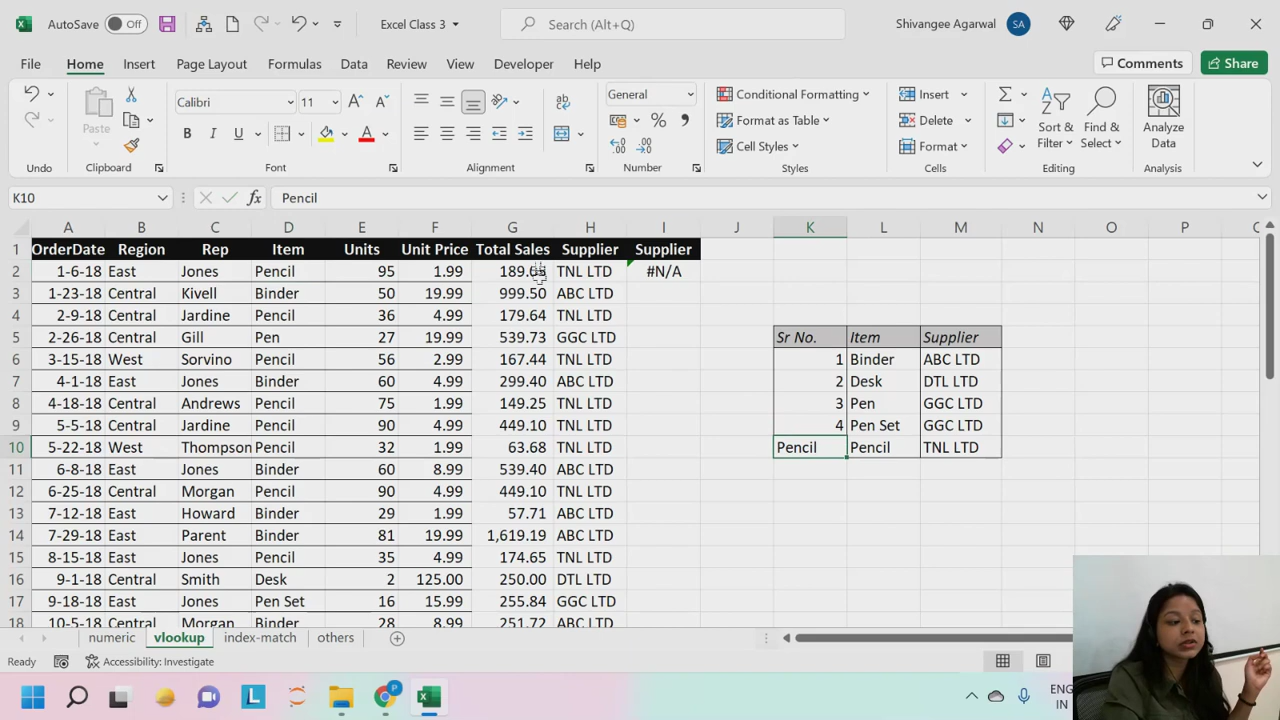 AutoSave Off Excel Class 3 Search (Alt+Q) Shivangee Agarwal SA
File Home Insert Page Layout Formulas Data Review View Developer Help Comments Share
Paste Calibri 11 General Conditional Formatting Format as Table Cell Styles Insert Delete Format Sort & Filter Find & Select Analyze Data
Undo Clipboard Font Alignment Number Styles Cells Editing Analysis
K10 Pencil
A B C D E F G H I J K L M N O P Q
1 OrderDate Region Rep Item Units Unit Price Total Sales Supplier Supplier
2 1-6-18 East Jones Pencil 95 1.99 TNL LTD #N/A
3 1-23-18 Central Kivell Binder 50 19.99 999.50 ABC LTD
4 2-9-18 Central Jardine Pencil 36 4.99 179.64 TNL LTD
5 2-26-18 Central Gill Pen 27 19.99 539.73 GGC LTD Sr No. Item Supplier
6 3-15-18 West Sorvino Pencil 56 2.99 167.44 TNL LTD 1 Binder ABC LTD
7 4-1-18 East Jones Binder 60 4.99 299.40 ABC LTD 2 Desk DTL LTD
8 4-18-18 Central Andrews Pencil 75 1.99 149.25 TNL LTD 3 Pen GGC LTD
9 5-5-18 Central Jardine Pencil 90 4.99 449.10 TNL LTD 4 Pen Set GGC LTD
10 5-22-18 West Thompson Pencil 32 1.99 63.68 TNL LTD Pencil Pencil TNL LTD
11 6-8-18 East Jones Binder 60 8.99 539.40 ABC LTD
12 6-25-18 Central Morgan Pencil 90 4.99 449.10 TNL LTD
13 7-12-18 East Howard Binder 29 1.99 57.71 ABC LTD
14 7-29-18 East Parent Binder 81 19.99 1,619.19 ABC LTD
15 8-15-18 East Jones Pencil 35 4.99 174.65 TNL LTD
16 9-1-18 Central Smith Desk 2 125.00 250.00 DTL LTD
17 9-18-18 East Jones Pen Set 16 15.99 255.84 GGC LTD
18 10-5-18 Central Morgan Binder 28 8.99 251.72 ABC LTD
numeric vlookup index-match others
Ready Accessibility: Investigate
ENG
IN